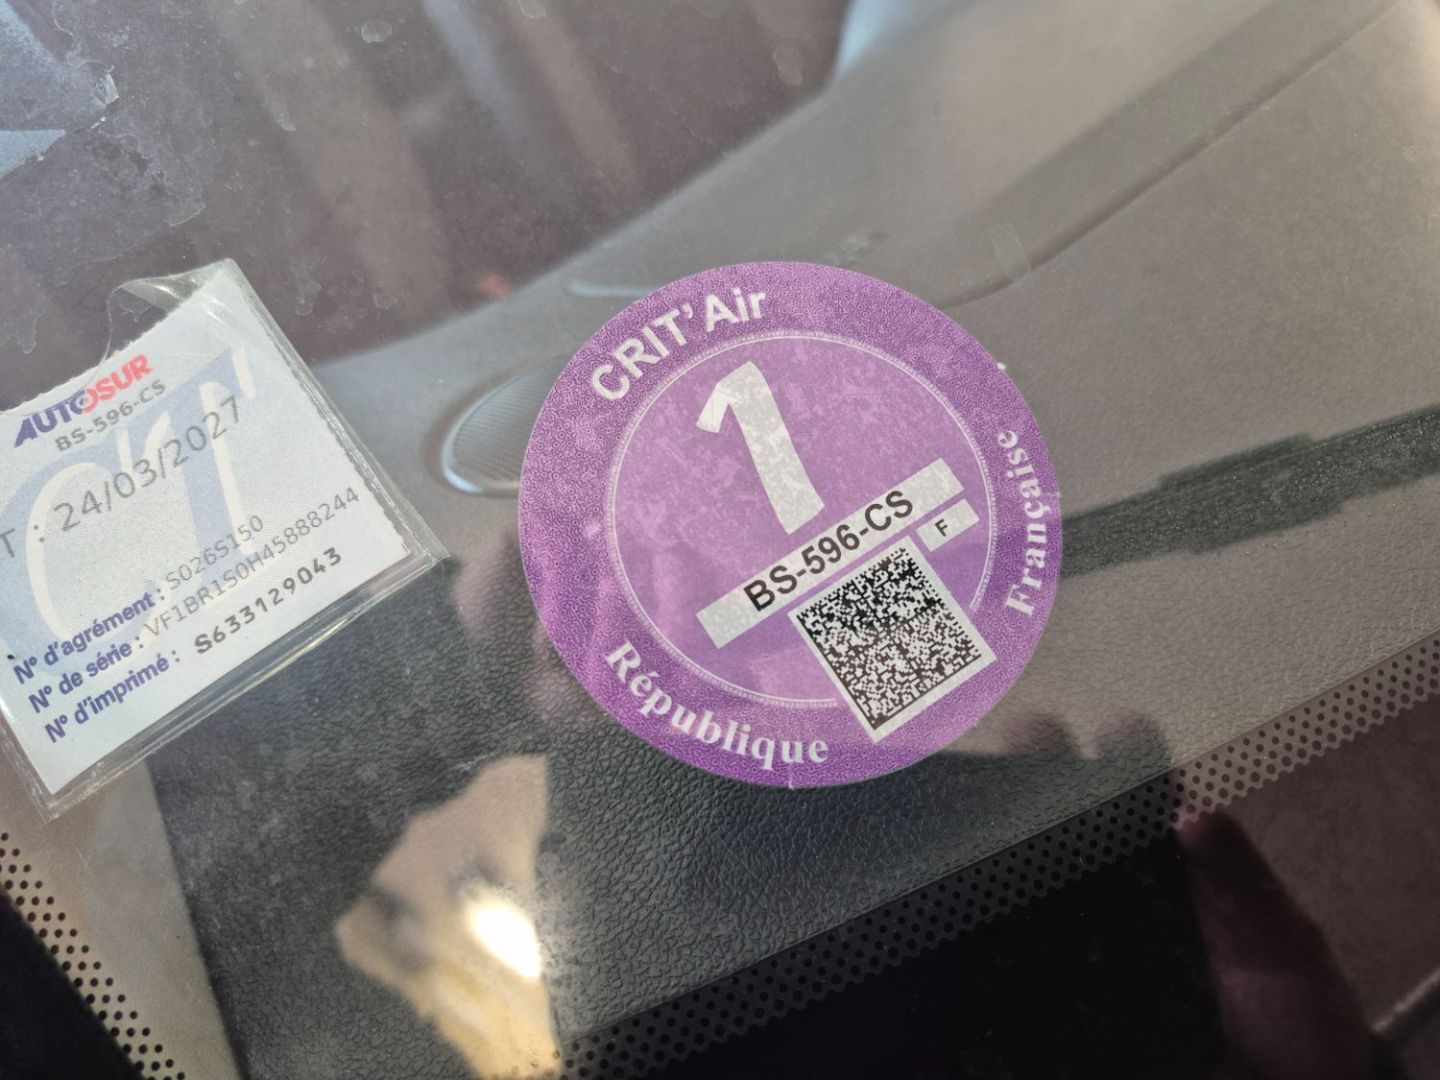 AUTOSUR
BS-596-CS
CT
T : 24/03/2027
N° d'agrément : S026S150
N° de série : VF1BR1S0H45888244
N° d'imprimé : S633129043
CRIT'Air
1
BS-596-CS
F
République
Française